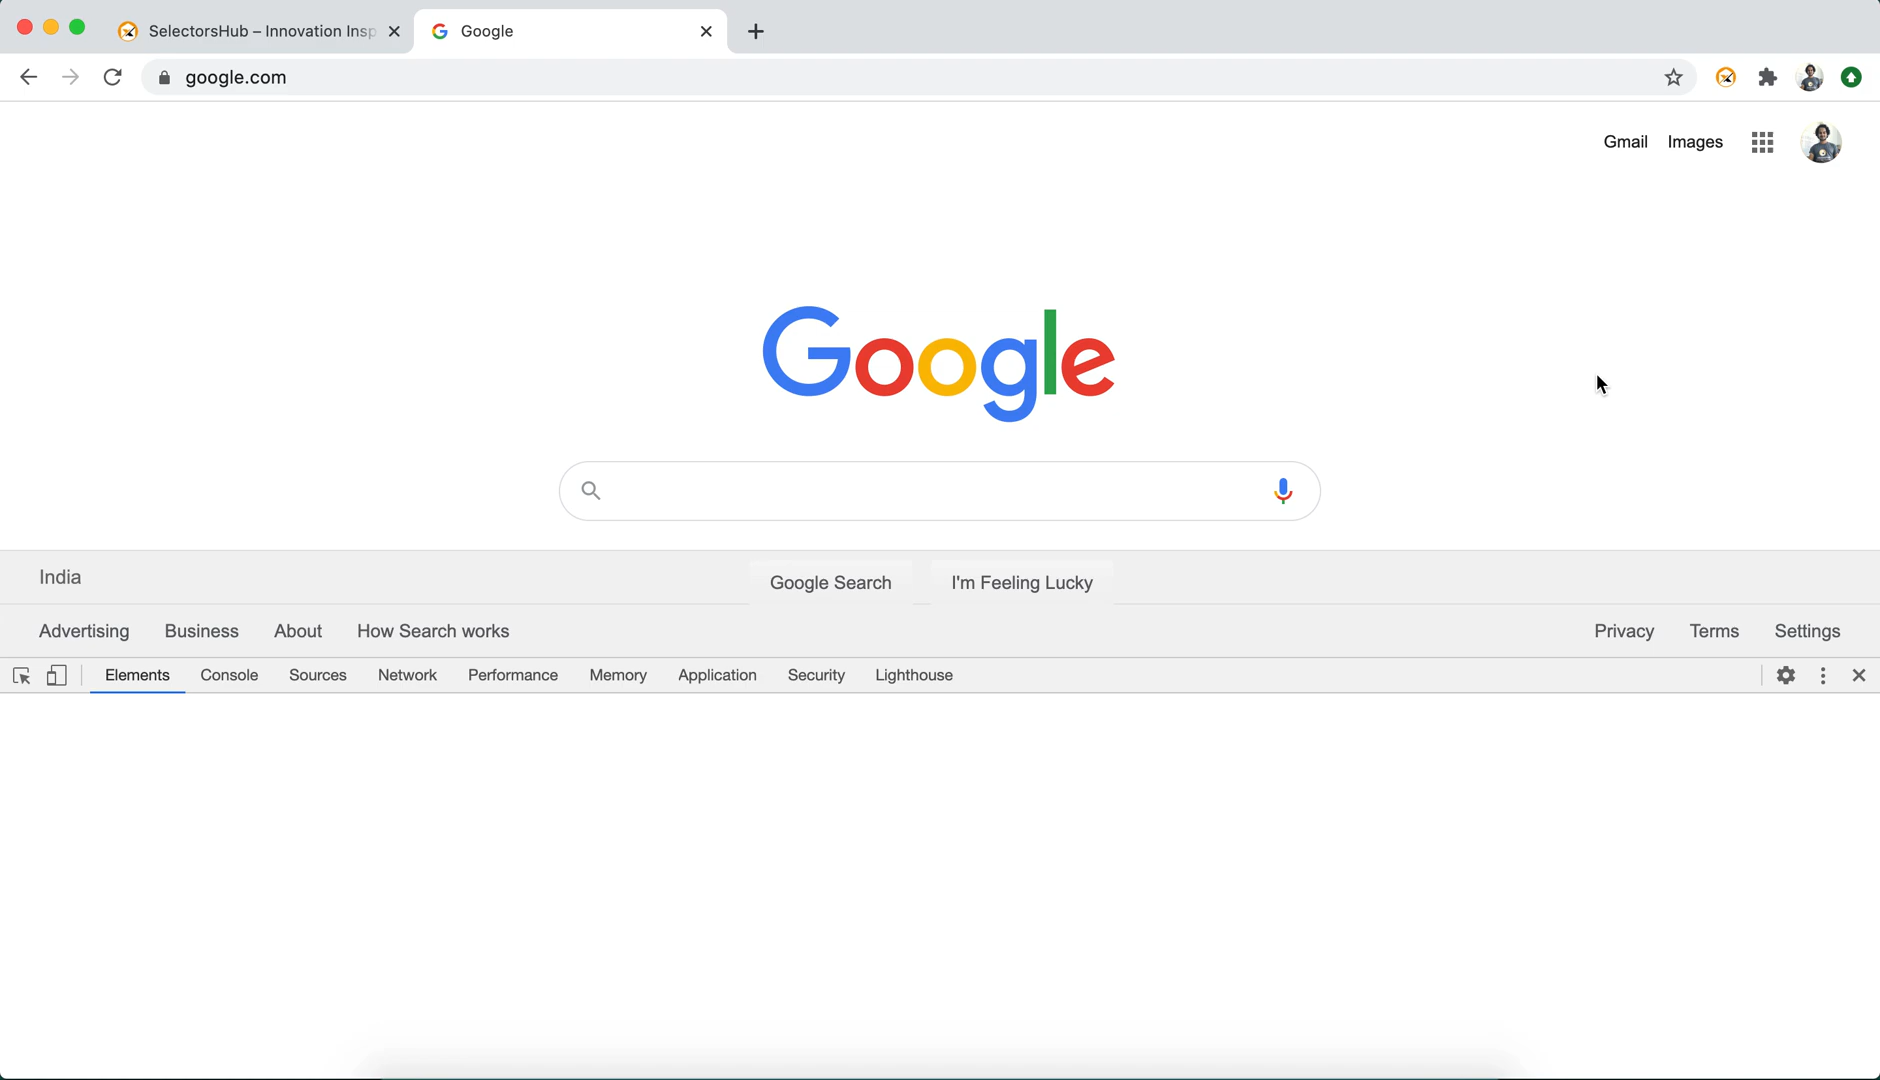 SelectorsHub – Innovation Insp
Google
google.com
Gmail Images
Google
India
Google Search I'm Feeling Lucky
Advertising Business About How Search works Privacy Terms Settings
Elements Console Sources Network Performance Memory Application Security Lighthouse